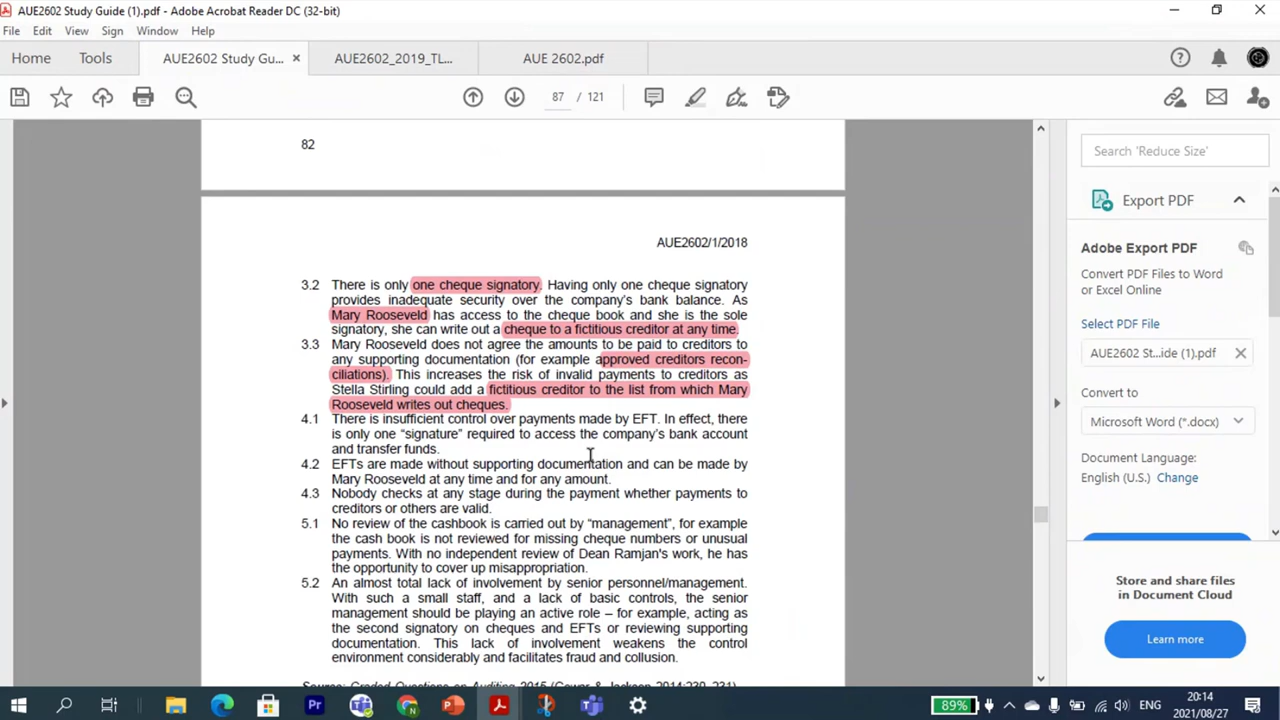 AUE2602 Study Guide (1).pdf - Adobe Acrobat Reader DC (32-bit)
File Edit View Sign Window Help
Home Tools AUE2602 Study Gu... × AUE2602_2019_TL... AUE 2602.pdf
87 / 121
82
AUE2602/1/2018
3.2 There is only one cheque signatory. Having only one cheque signatory
provides inadequate security over the company's bank balance. As
Mary Rooseveld has access to the cheque book and she is the sole
signatory, she can write out a cheque to a fictitious creditor at any time.
3.3 Mary Rooseveld does not agree the amounts to be paid to creditors to
any supporting documentation (for example approved creditors recon-
ciliations). This increases the risk of invalid payments to creditors as
Stella Stirling could add a fictitious creditor to the list from which Mary
Rooseveld writes out cheques.
4.1 There is insufficient control over payments made by EFT. In effect, there
is only one “signature” required to access the company's bank account
and transfer funds.
4.2 EFTs are made without supporting documentation and can be made by
Mary Rooseveld at any time and for any amount.
4.3 Nobody checks at any stage during the payment whether payments to
creditors or others are valid.
5.1 No review of the cashbook is carried out by “management”, for example
the cash book is not reviewed for missing cheque numbers or unusual
payments. With no independent review of Dean Ramjan's work, he has
the opportunity to cover up misappropriation.
5.2 An almost total lack of involvement by senior personnel/management.
With such a small staff, and a lack of basic controls, the senior
management should be playing an active role – for example, acting as
the second signatory on cheques and EFTs or reviewing supporting
documentation. This lack of involvement weakens the control
environment considerably and facilitates fraud and collusion.
Source: Graded Questions on Auditing 2015 (Gower & Jackson 2014:230–231)
Search 'Reduce Size'
Export PDF
Adobe Export PDF
Convert PDF Files to Word
or Excel Online
Select PDF File
AUE2602 St...ide (1).pdf
Convert to
Microsoft Word (*.docx)
Document Language:
English (U.S.) Change
Store and share files
in Document Cloud
Learn more
89% ENG 20:14
2021/08/27